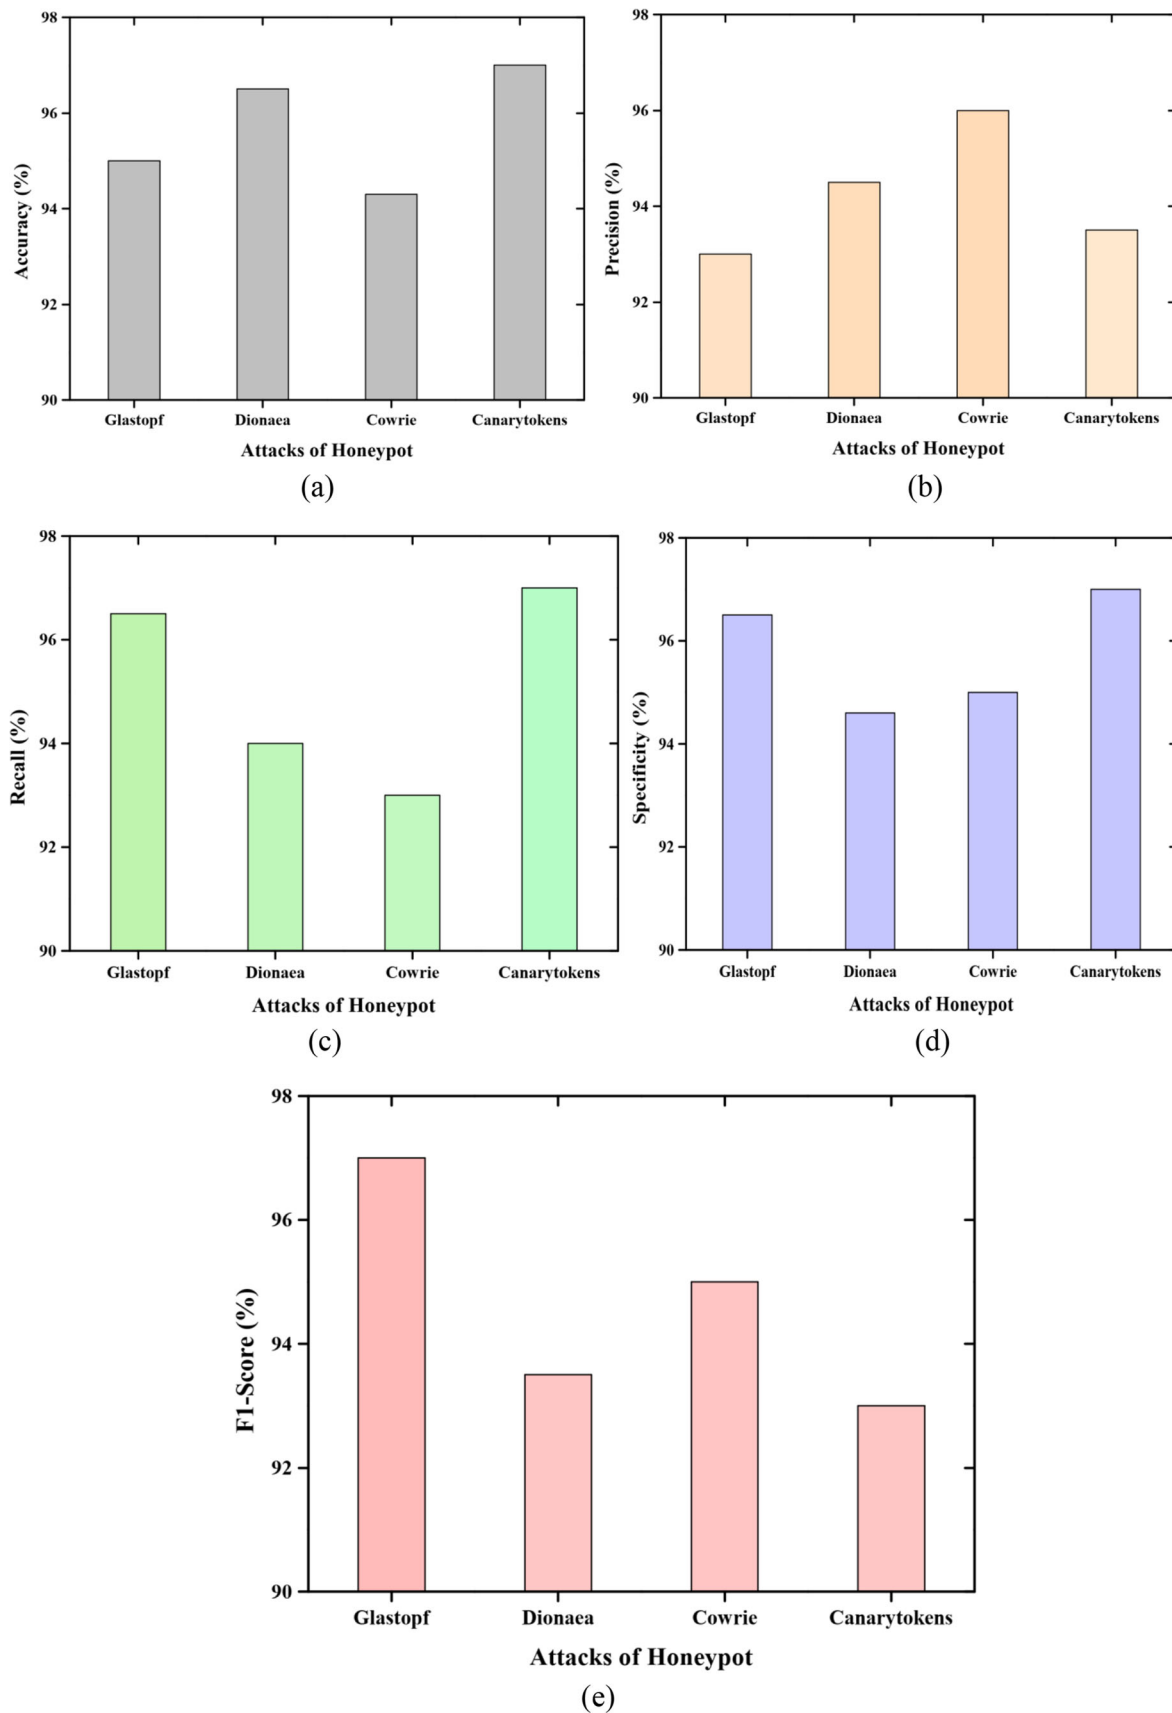 98
96
94
92
90
Accuracy (%)
Glastopf Dionaea Cowrie Canarytokens
Attacks of Honeypot
(a)
98
96
94
92
90
Precision (%)
Glastopf Dionaea Cowrie Canarytokens
Attacks of Honeypot
(b)
98
96
94
92
90
Recall (%)
Glastopf Dionaea Cowrie Canarytokens
Attacks of Honeypot
(c)
98
96
94
92
90
Specificity (%)
Glastopf Dionaea Cowrie Canarytokens
Attacks of Honeypot
(d)
98
96
94
92
90
F1-Score (%)
Glastopf Dionaea Cowrie Canarytokens
Attacks of Honeypot
(e)